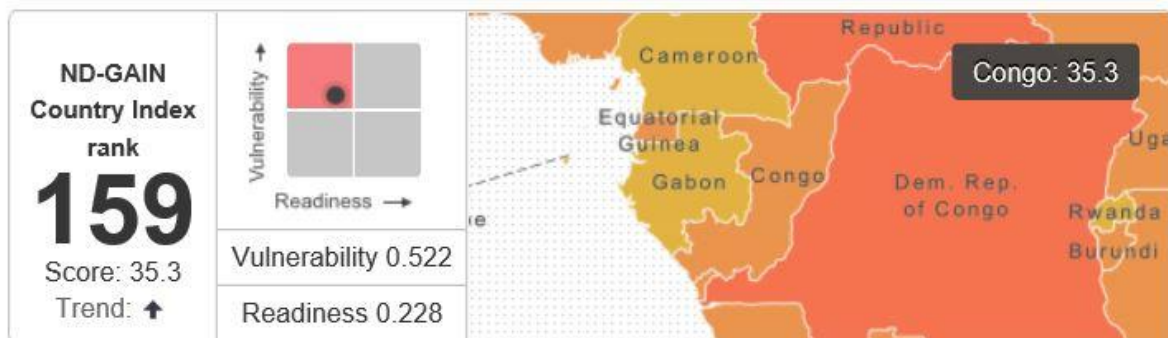 ND-GAIN
Country Index
rank
159
Score: 35.3
Trend:
Vulnerability
Readiness
Vulnerability 0.522
Readiness 0.228
Republic
Cameroon
Congo: 35.3
Equatorial
Guinea
Uga
Gabon
Congo
Dem. Rep.
of Congo
Rwanda
Burundi